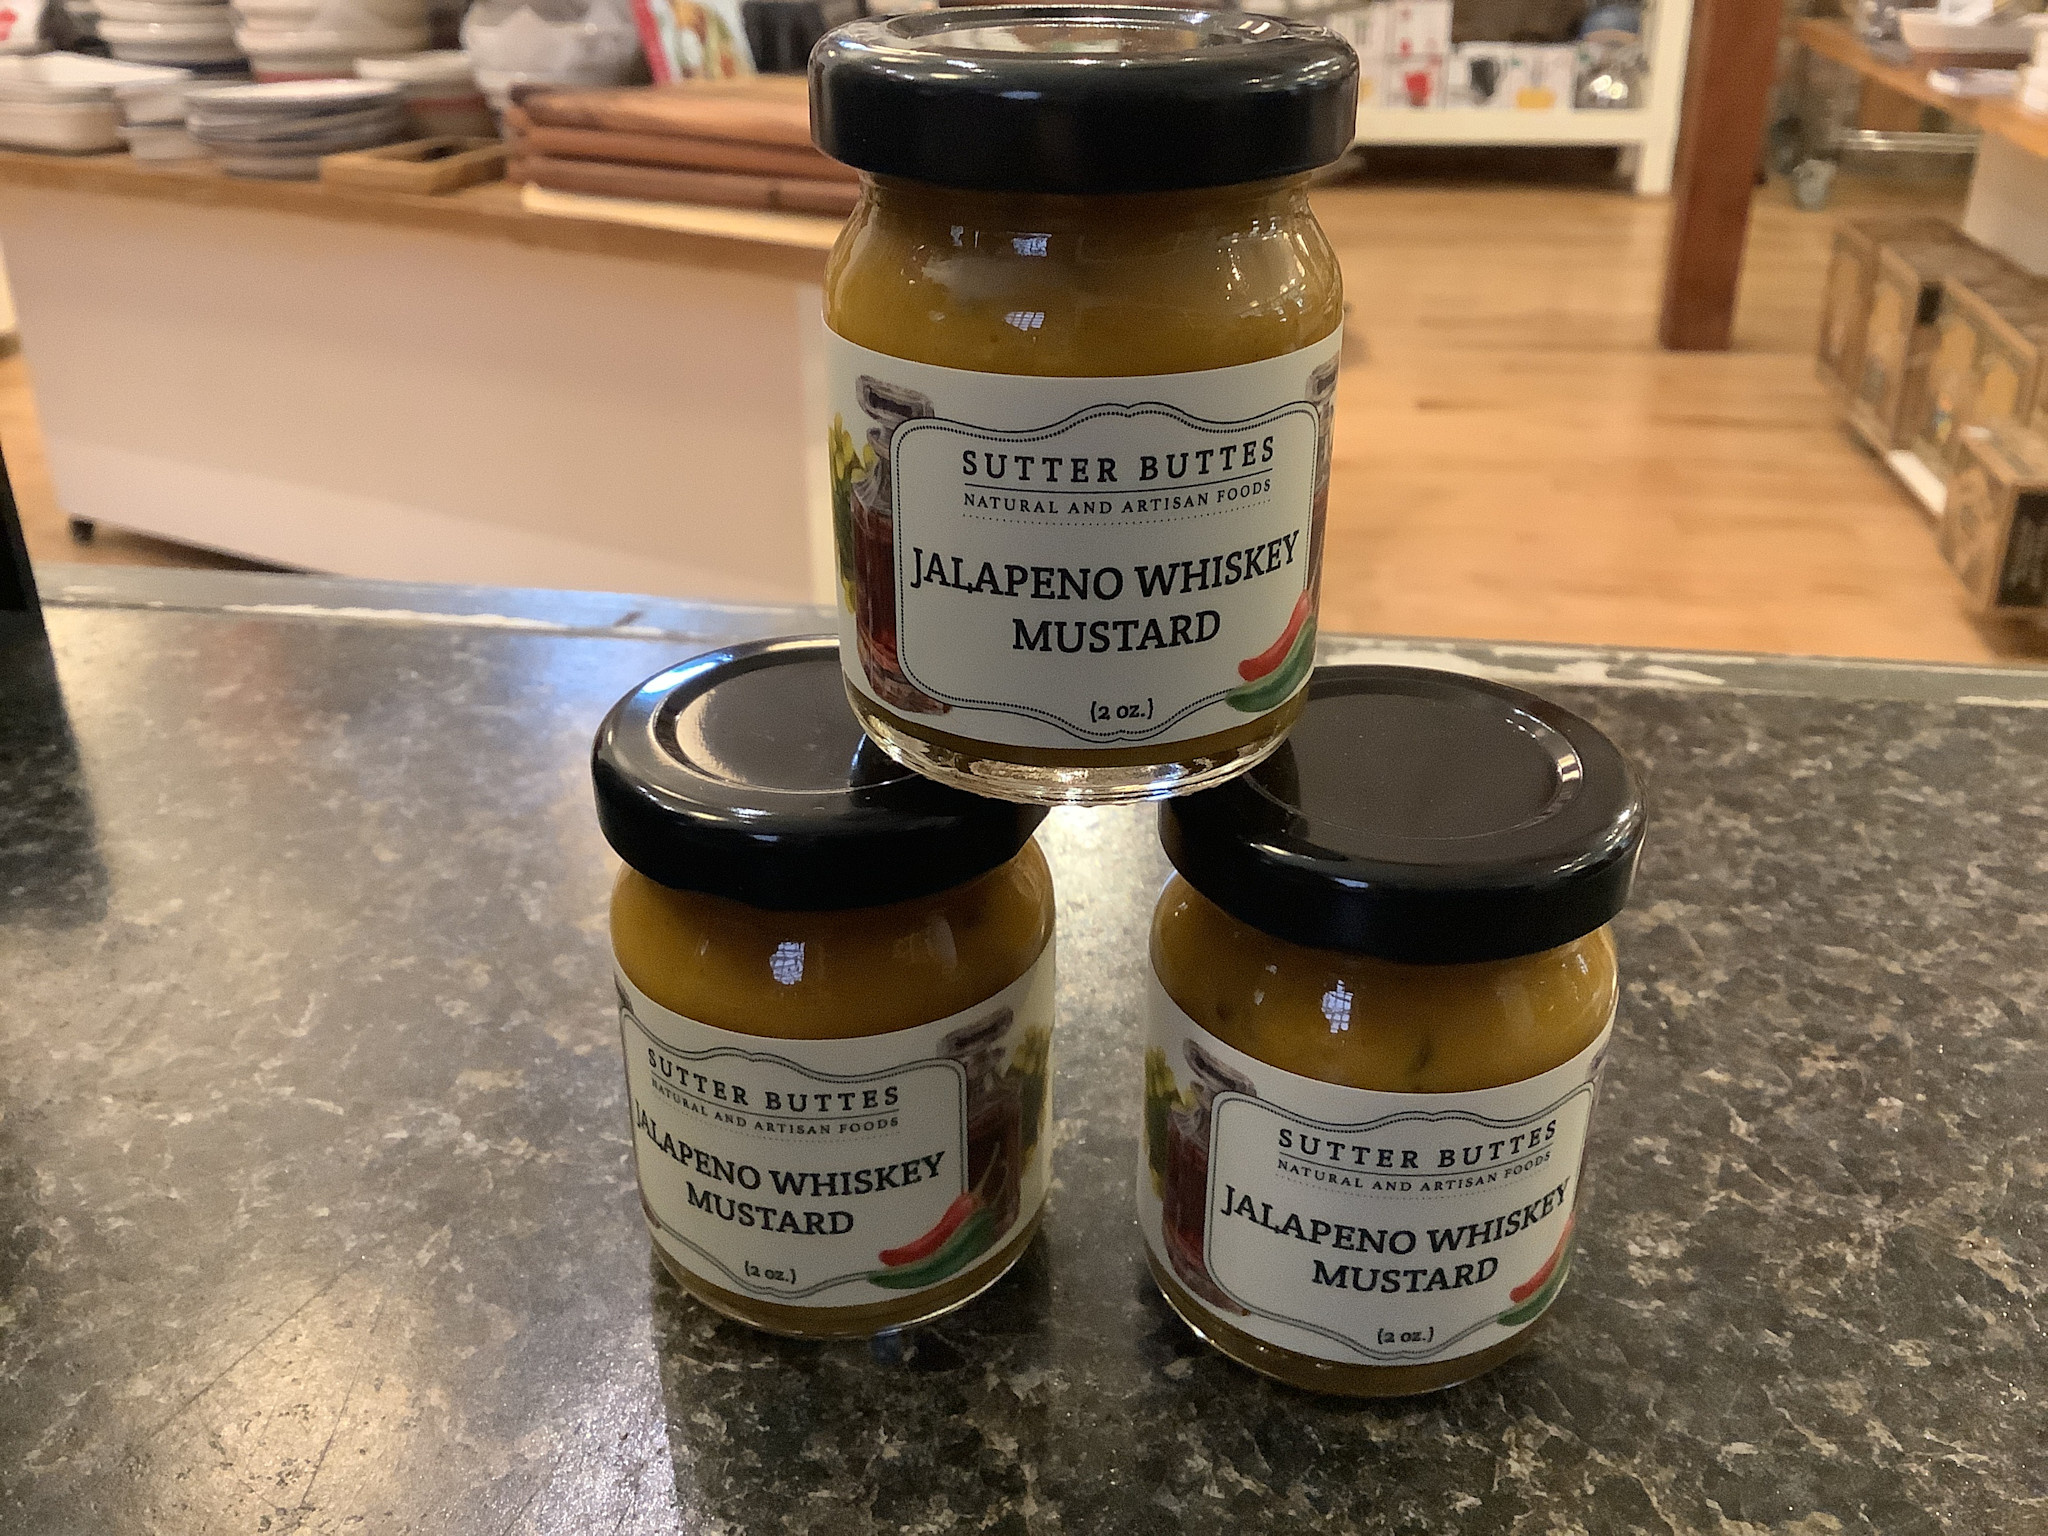 SUTTER BUTTES
NATURAL AND ARTISAN FOODS
JALAPENO WHISKEY
MUSTARD
{2 oz.}
SUTTER BUTTES
NATURAL AND ARTISAN FOODS
JALAPENO WHISKEY
MUSTARD
{2 oz.}
SUTTER BUTTES
NATURAL AND ARTISAN FOODS
JALAPENO WHISKEY
MUSTARD
{2 oz.}